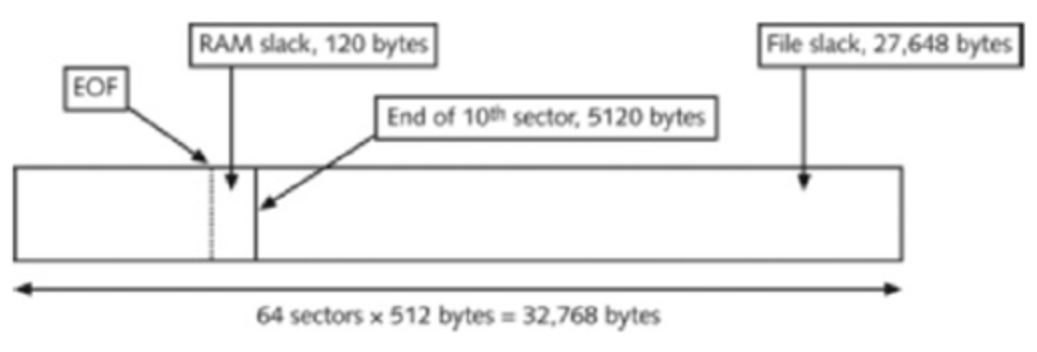 RAM slack, 120 bytes
File slack, 27,648 bytes
EOF
End of 10th sector, 5120 bytes
64 sectors x 512 bytes = 32,768 bytes